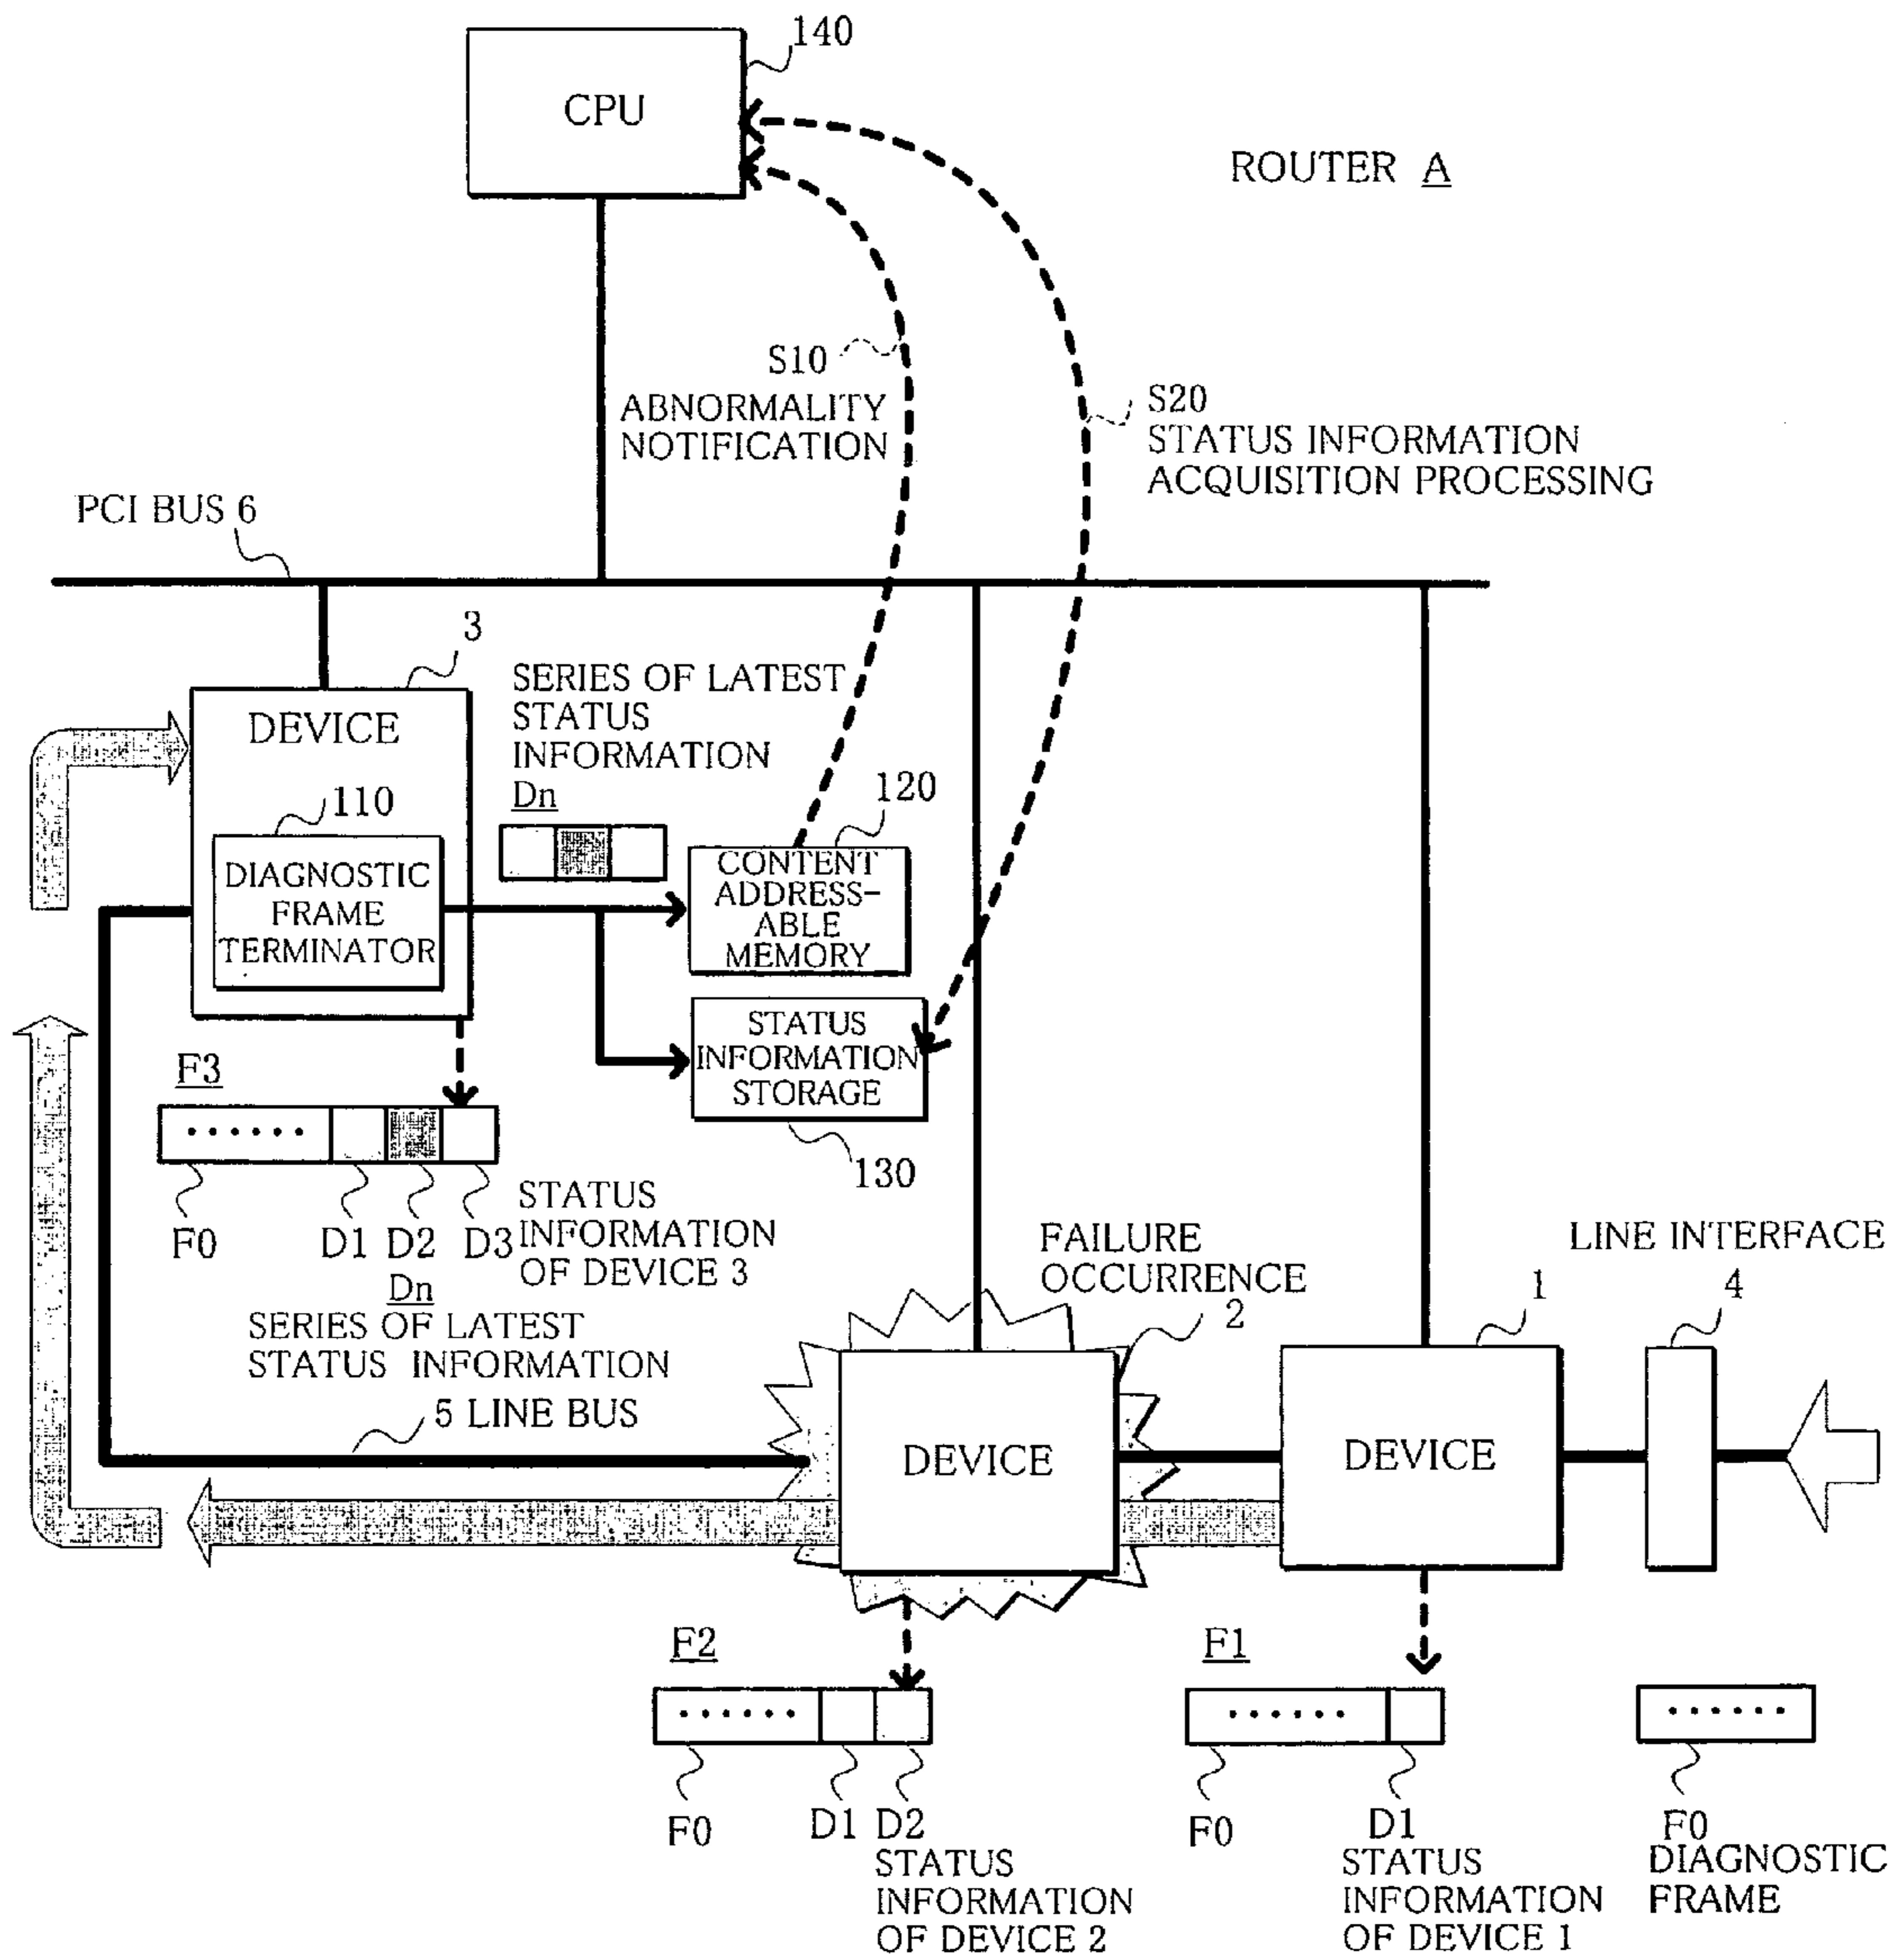 140
CPU
ROUTER A
S10
ABNORMALITY
NOTIFICATION
S20
STATUS INFORMATION
ACQUISITION PROCESSING
PCI BUS 6
3
SERIES OF LATEST
STATUS
INFORMATION
Dn
DEVICE
110
DIAGNOSTIC
FRAME
TERMINATOR
120
CONTENT
ADDRESS-
ABLE
MEMORY
STATUS
INFORMATION
STORAGE
130
F3
F0
D1
D2
D3
STATUS
INFORMATION
OF DEVICE 3
Dn
SERIES OF LATEST
STATUS INFORMATION
5 LINE BUS
FAILURE
OCCURRENCE
2
DEVICE
1
DEVICE
LINE INTERFACE
4
F2
F0
D1
D2
STATUS
INFORMATION
OF DEVICE 2
F1
F0
D1
STATUS
INFORMATION
OF DEVICE 1
F0
DIAGNOSTIC
FRAME